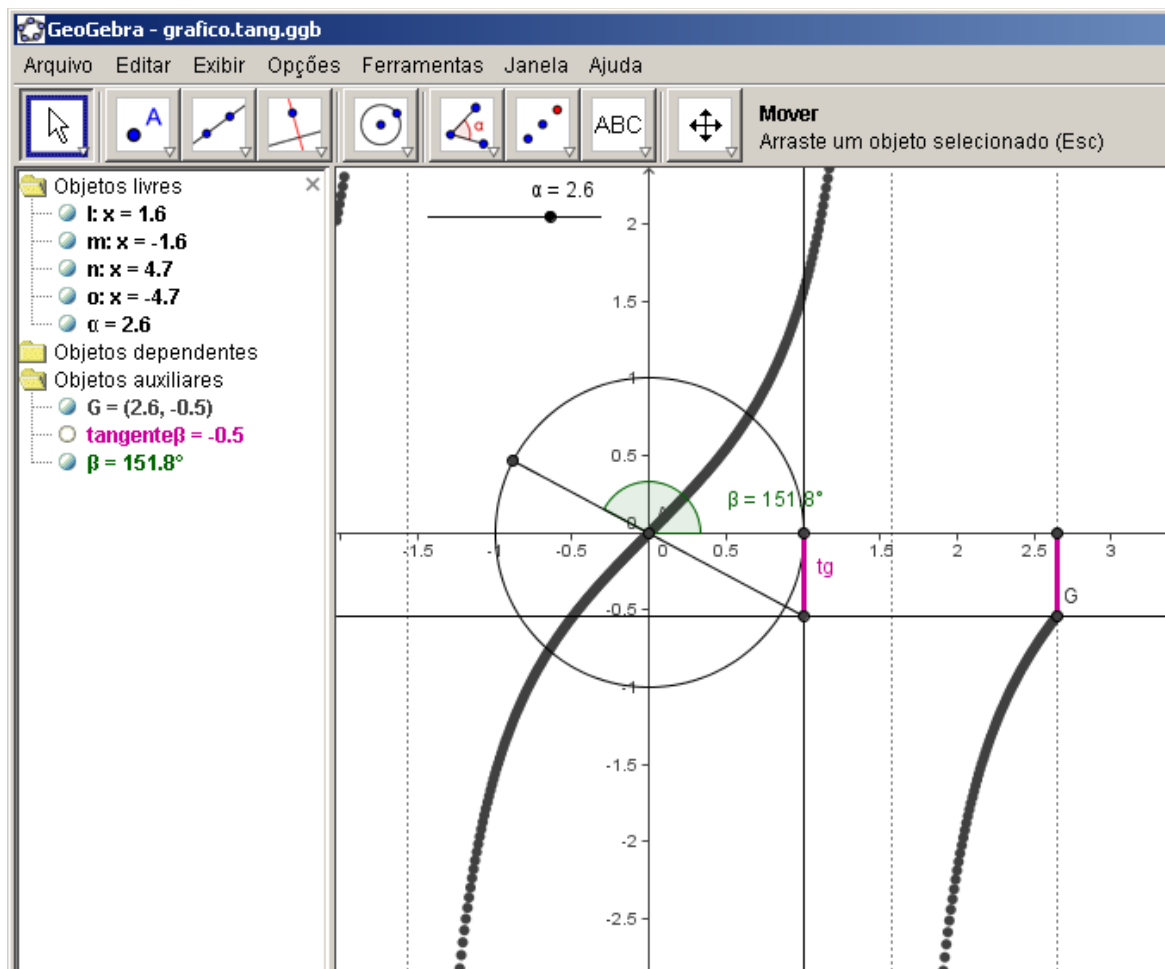 GeoGebra - grafico.tang.ggb
Arquivo Editar Exibir Opções Ferramentas Janela Ajuda
A
α
ABC
Mover
Arraste um objeto selecionado (Esc)
Objetos livres
l: x = 1.6
m: x = -1.6
n: x = 4.7
o: x = -4.7
α = 2.6
Objetos dependentes
Objetos auxiliares
G = (2.6, -0.5)
tangenteβ = -0.5
β = 151.8°
α = 2.6
2
1.5
1
0.5
β = 151.8°
0
-1.5 -1 -0.5 0 0.5 1 1.5 2 2.5 3
tg
G
-0.5
-1
-1.5
-2
-2.5